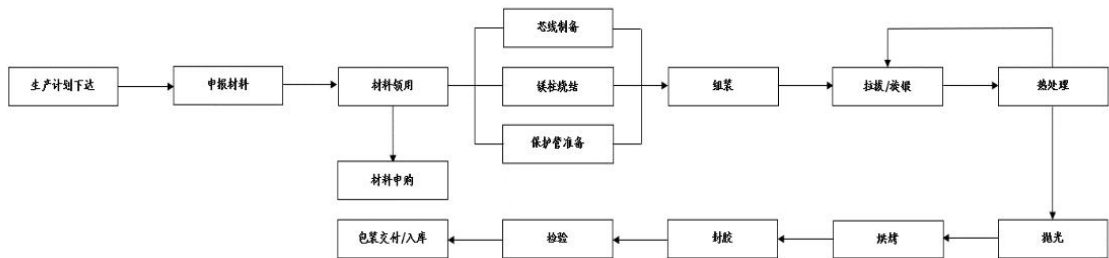 生产计划下达
申报材料
材料领用
芯线制备
镁柱烧结
保护管准备
组装
拉拔/旋锻
热处理
材料申购
包装交付/入库
检验
封胶
烘烤
抛光